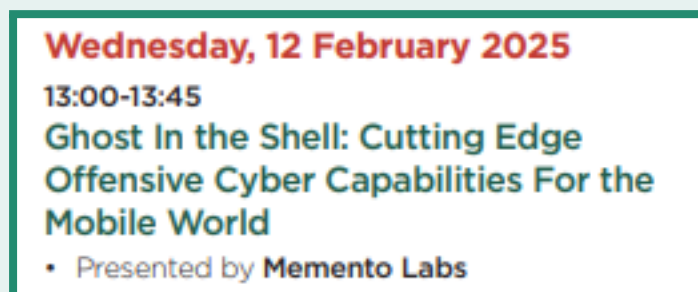 Wednesday, 12 February 2025
13:00-13:45
Ghost In the Shell: Cutting Edge
Offensive Cyber Capabilities For the
Mobile World
• Presented by Memento Labs